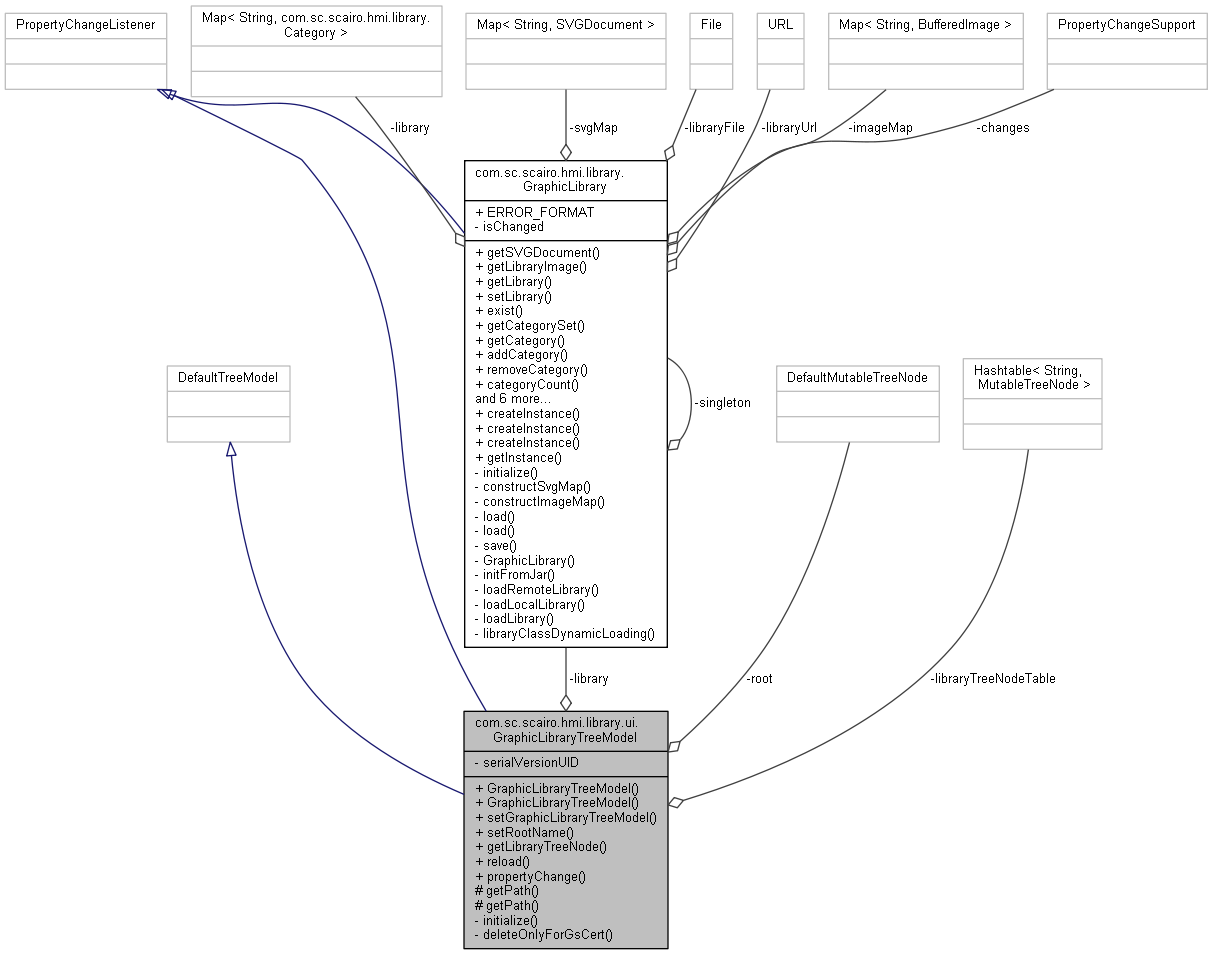 PropertyChangeListener
Map< String, com.sc.scairo.hmi.library.
Category >
Map< String, SVGDocument >
File
URL
Map< String, BufferedImage >
PropertyChangeSupport
-library
-svgMap
-libraryFile
-libraryUrl
-imageMap
-changes
com.sc.scairo.hmi.library.
GraphicLibrary
+ ERROR_FORMAT
- isChanged
+ getSVGDocument()
+ getLibraryImage()
+ getLibrary()
+ setLibrary()
+ exist()
+ getCategorySet()
+ getCategory()
+ addCategory()
+ removeCategory()
+ categoryCount()
and 6 more...
+ createInstance()
+ createInstance()
+ createInstance()
+ getInstance()
- initialize()
- constructSvgMap()
- constructImageMap()
- load()
- load()
- save()
- GraphicLibrary()
- initFromJar()
- loadRemoteLibrary()
- loadLocalLibrary()
- loadLibrary()
- libraryClassDynamicLoading()
-singleton
DefaultTreeModel
DefaultMutableTreeNode
Hashtable< String,
MutableTreeNode >
-library
-root
-libraryTreeNodeTable
com.sc.scairo.hmi.library.ui.
GraphicLibraryTreeModel
- serialVersionUID
+ GraphicLibraryTreeModel()
+ GraphicLibraryTreeModel()
+ setGraphicLibraryTreeModel()
+ setRootName()
+ getLibraryTreeNode()
+ reload()
+ propertyChange()
# getPath()
# getPath()
- initialize()
- deleteOnlyForGsCert()